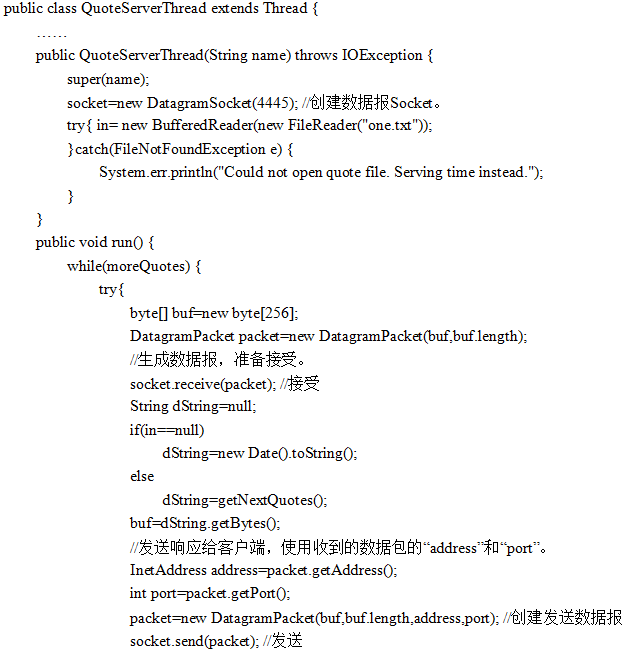 public class QuoteServerThread extends Thread {
……
public QuoteServerThread(String name) throws IOException {
super(name);
socket=new DatagramSocket(4445); //创建数据报Socket。
try{ in= new BufferedReader(new FileReader("one.txt"));
}catch(FileNotFoundException e) {
System.err.println("Could not open quote file. Serving time instead.");
}
}
public void run() {
while(moreQuotes) {
try{
byte[] buf=new byte[256];
DatagramPacket packet=new DatagramPacket(buf,buf.length);
//生成数据报，准备接受。
socket.receive(packet); //接受
String dString=null;
if(in==null)
dString=new Date().toString();
else
dString=getNextQuotes();
buf=dString.getBytes();
//发送响应给客户端，使用收到的数据包的“address”和“port”。
InetAddress address=packet.getAddress();
int port=packet.getPort();
packet=new DatagramPacket(buf,buf.length,address,port); //创建发送数据报
socket.send(packet); //发送